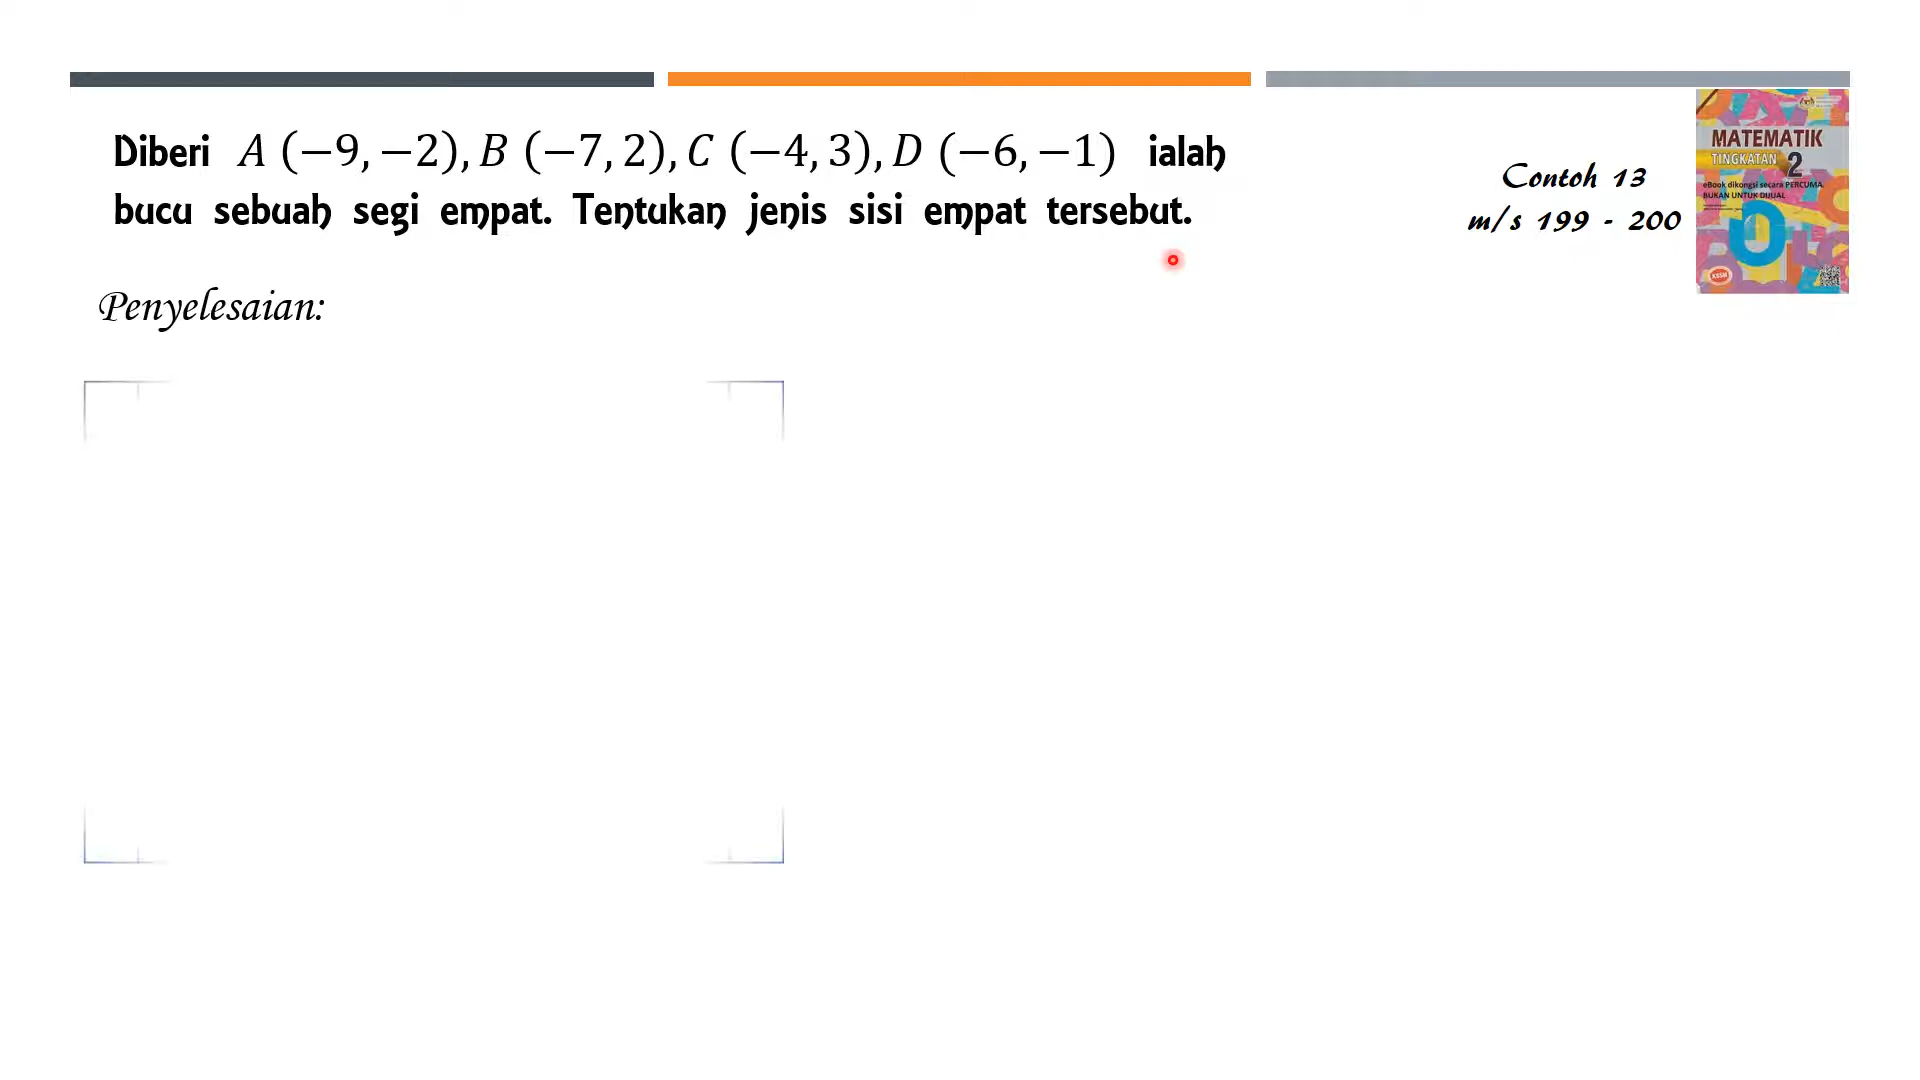 Diberi A (−9, −2), B (−7, 2), C (−4, 3), D (−6, −1) ialah
bucu sebuah segi empat. Tentukan jenis sisi empat tersebut.
Contoh 13
m/s 199 - 200
MATEMATIK
TINGKATAN 2
eBook dikongsi secara PERCUMA.
BUKAN UNTUK DIJUAL
KSSM
Penyelesaian: